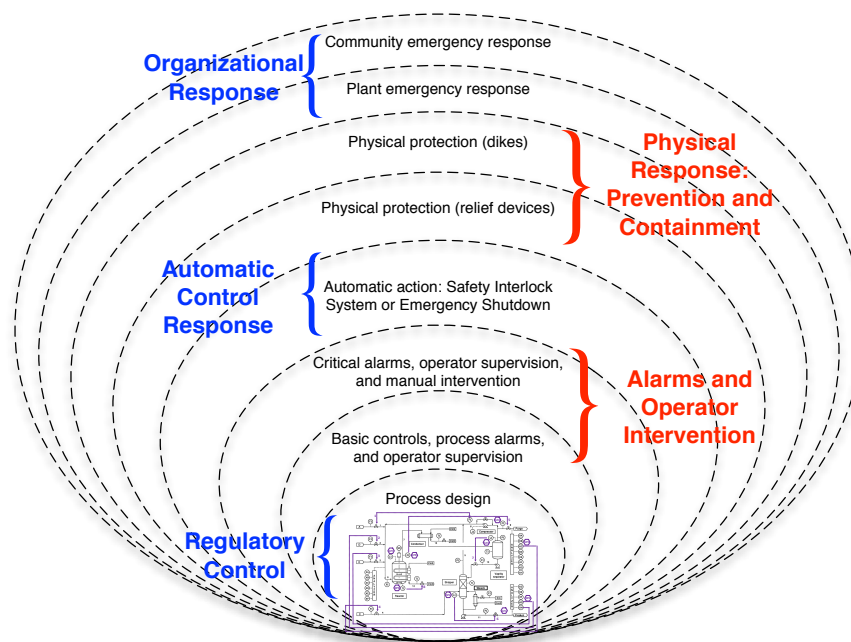 Community emergency response
Organizational
Response
Plant emergency response
Physical protection (dikes)
Physical
Response:
Prevention and
Containment
Physical protection (relief devices)
Automatic
Control
Response
Automatic action: Safety Interlock
System or Emergency Shutdown
Critical alarms, operator supervision,
and manual intervention
Alarms and
Operator
Intervention
Basic controls, process alarms,
and operator supervision
Process design
Regulatory
Control